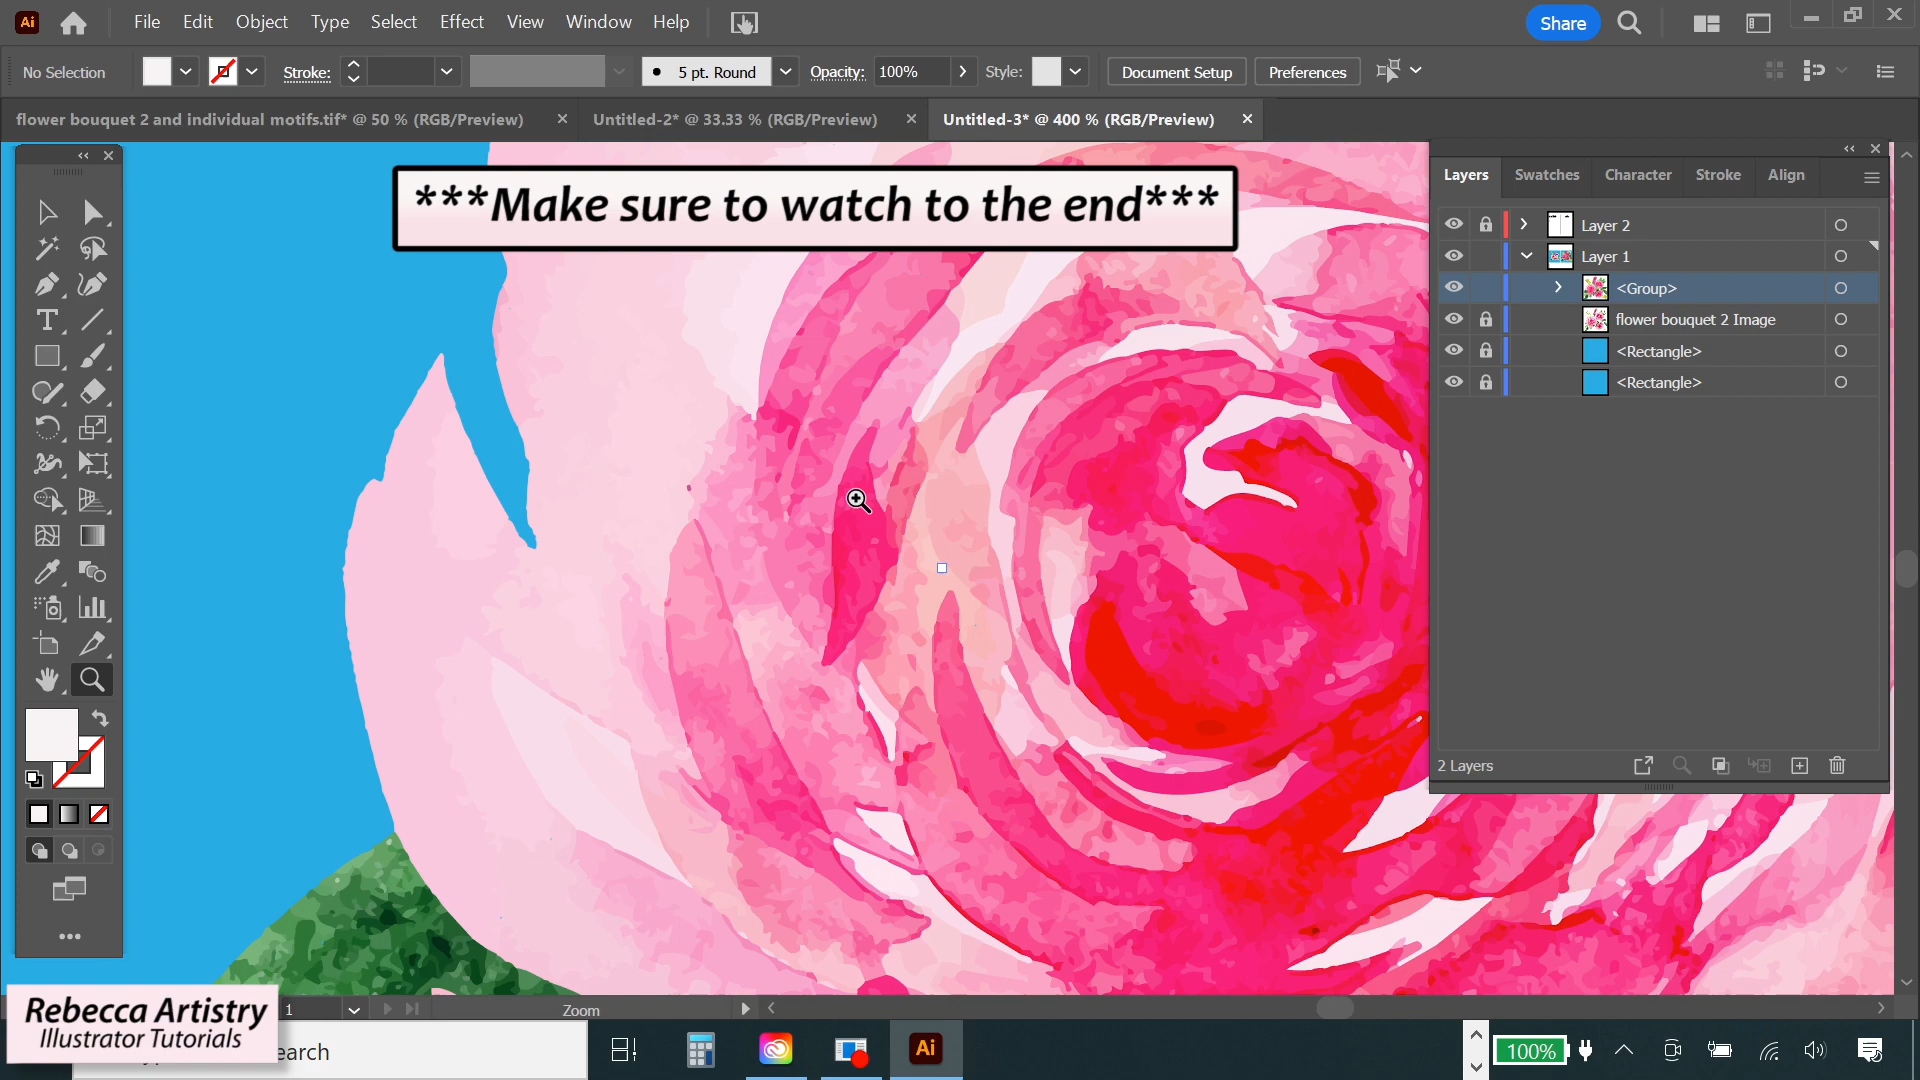 Ai File Edit Object Type Select Effect View Window Help Share
No Selection Stroke: 5 pt. Round Opacity: 100% Style: Document Setup Preferences
flower bouquet 2 and individual motifs.tif* @ 50 % (RGB/Preview) Untitled-2* @ 33.33 % (RGB/Preview) Untitled-3* @ 400 % (RGB/Preview)
***Make sure to watch to the end***
Layers Swatches Character Stroke Align
Layer 2
Layer 1
<Group>
flower bouquet 2 Image
<Rectangle>
<Rectangle>
2 Layers
Rebecca Artistry
Illustrator Tutorials
1 Zoom
earch
Ai
100%